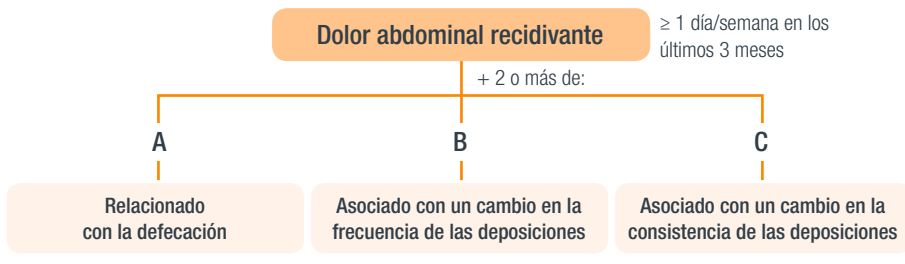 Dolor abdominal recidivante
≥ 1 día/semana en los
últimos 3 meses
+ 2 o más de:
A
B
C
Relacionado
con la defecación
Asociado con un cambio en la
frecuencia de las deposiciones
Asociado con un cambio en la
consistencia de las deposiciones